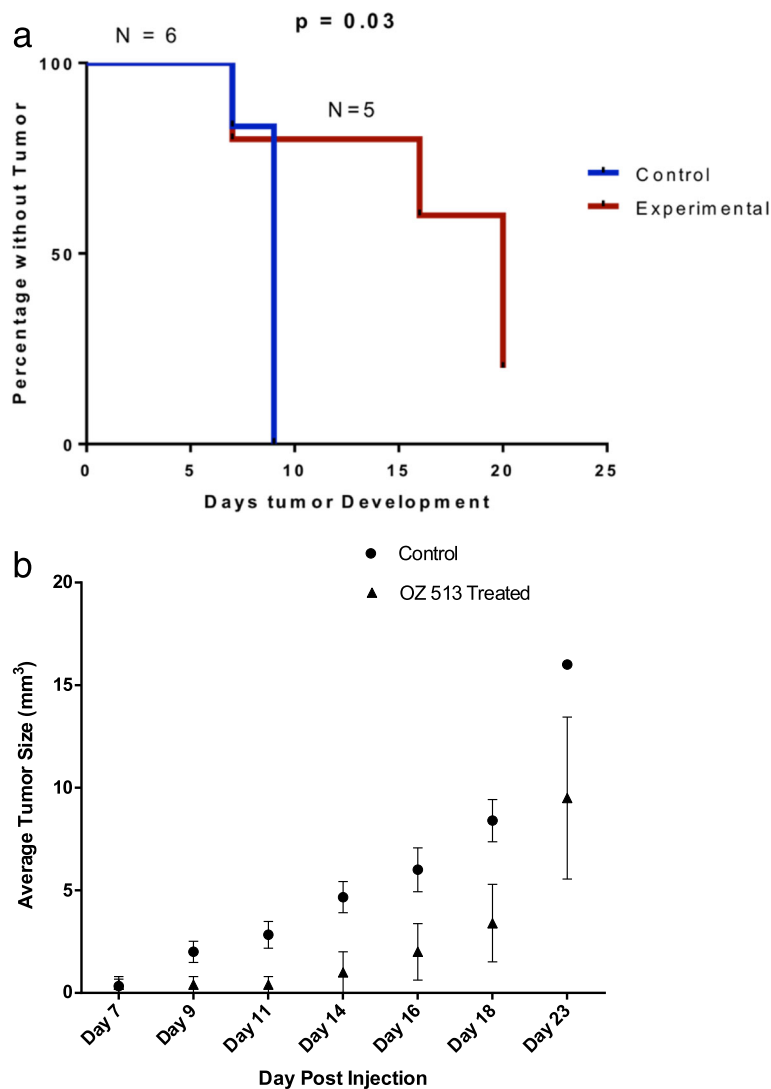 a
N = 6
p = 0.03
N=5
100
50
0
Percentage without Tumor
0 5 10 15 20 25
Days tumor Development
Control
Experimental
b
Control
OZ 513 Treated
20
15
10
5
0
Average Tumor Size (mm³)
Day 7 Day 9 Day 11 Day 14 Day 16 Day 18 Day 23
Day Post Injection